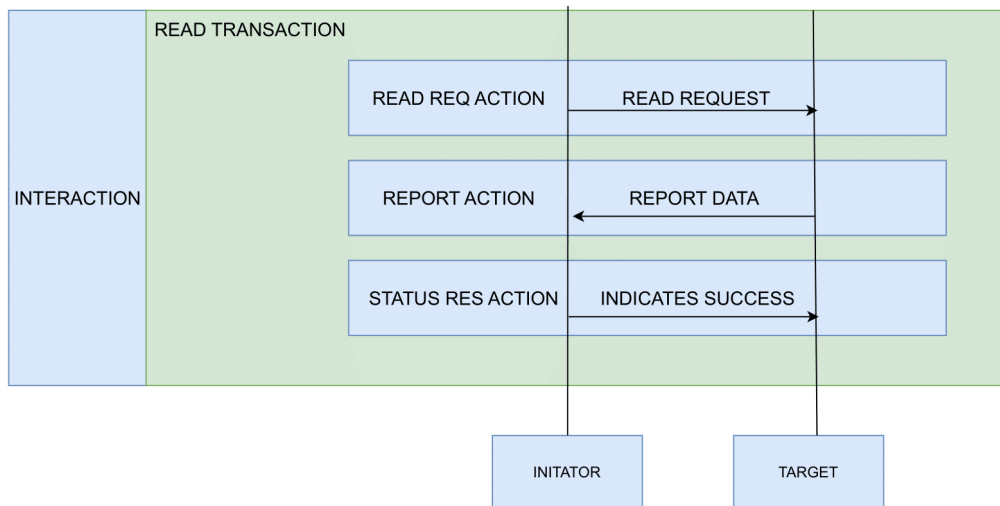 READ TRANSACTION
READ REQ ACTION
READ REQUEST
INTERACTION
REPORT ACTION
REPORT DATA
STATUS RES ACTION
INDICATES SUCCESS
INITATOR
TARGET